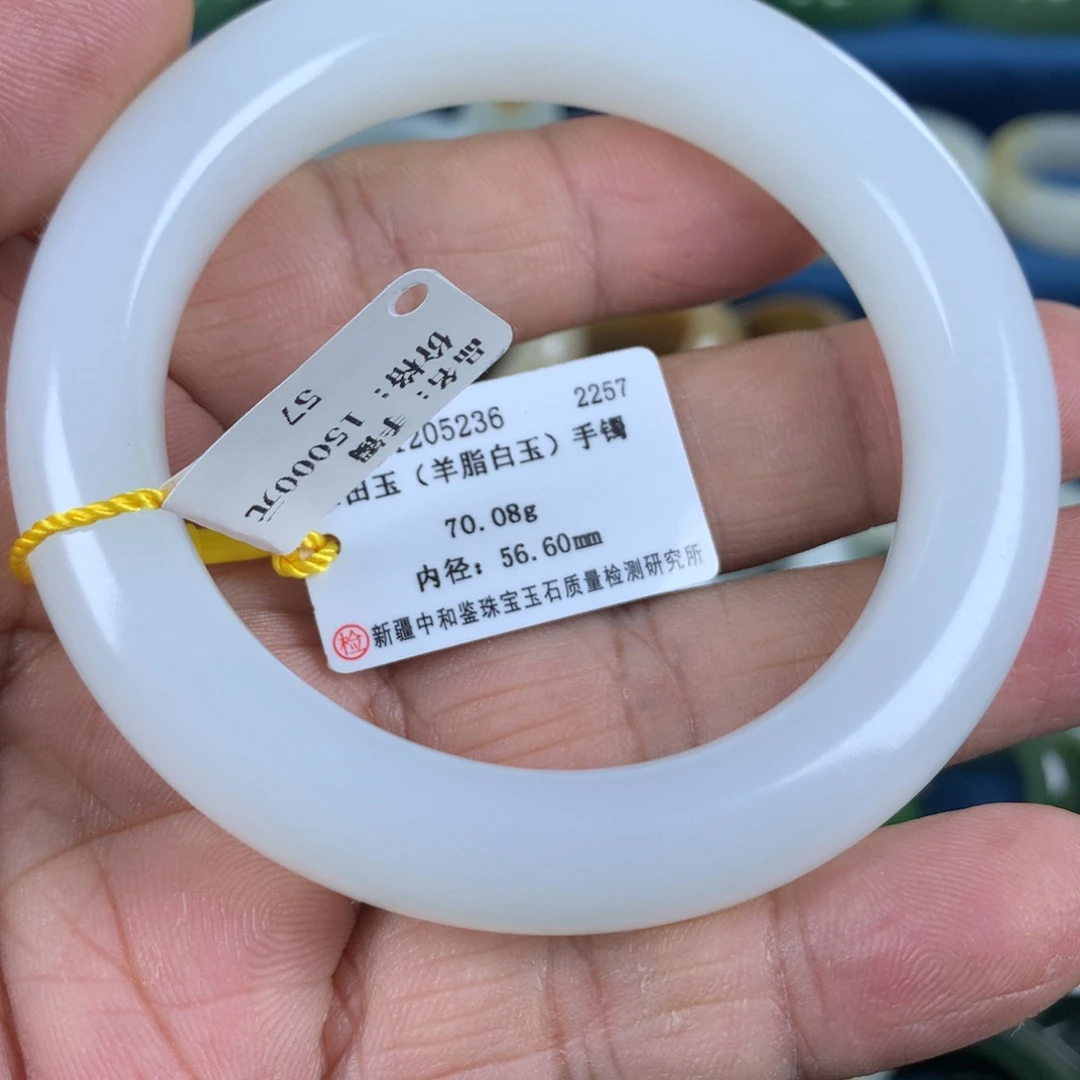 品名：手镯
价格：15000元
57
2257
205236
田玉（羊脂白玉）手镯
70.08g
内径：56.60mm
检 新疆中和鉴珠宝玉石质量检测研究所